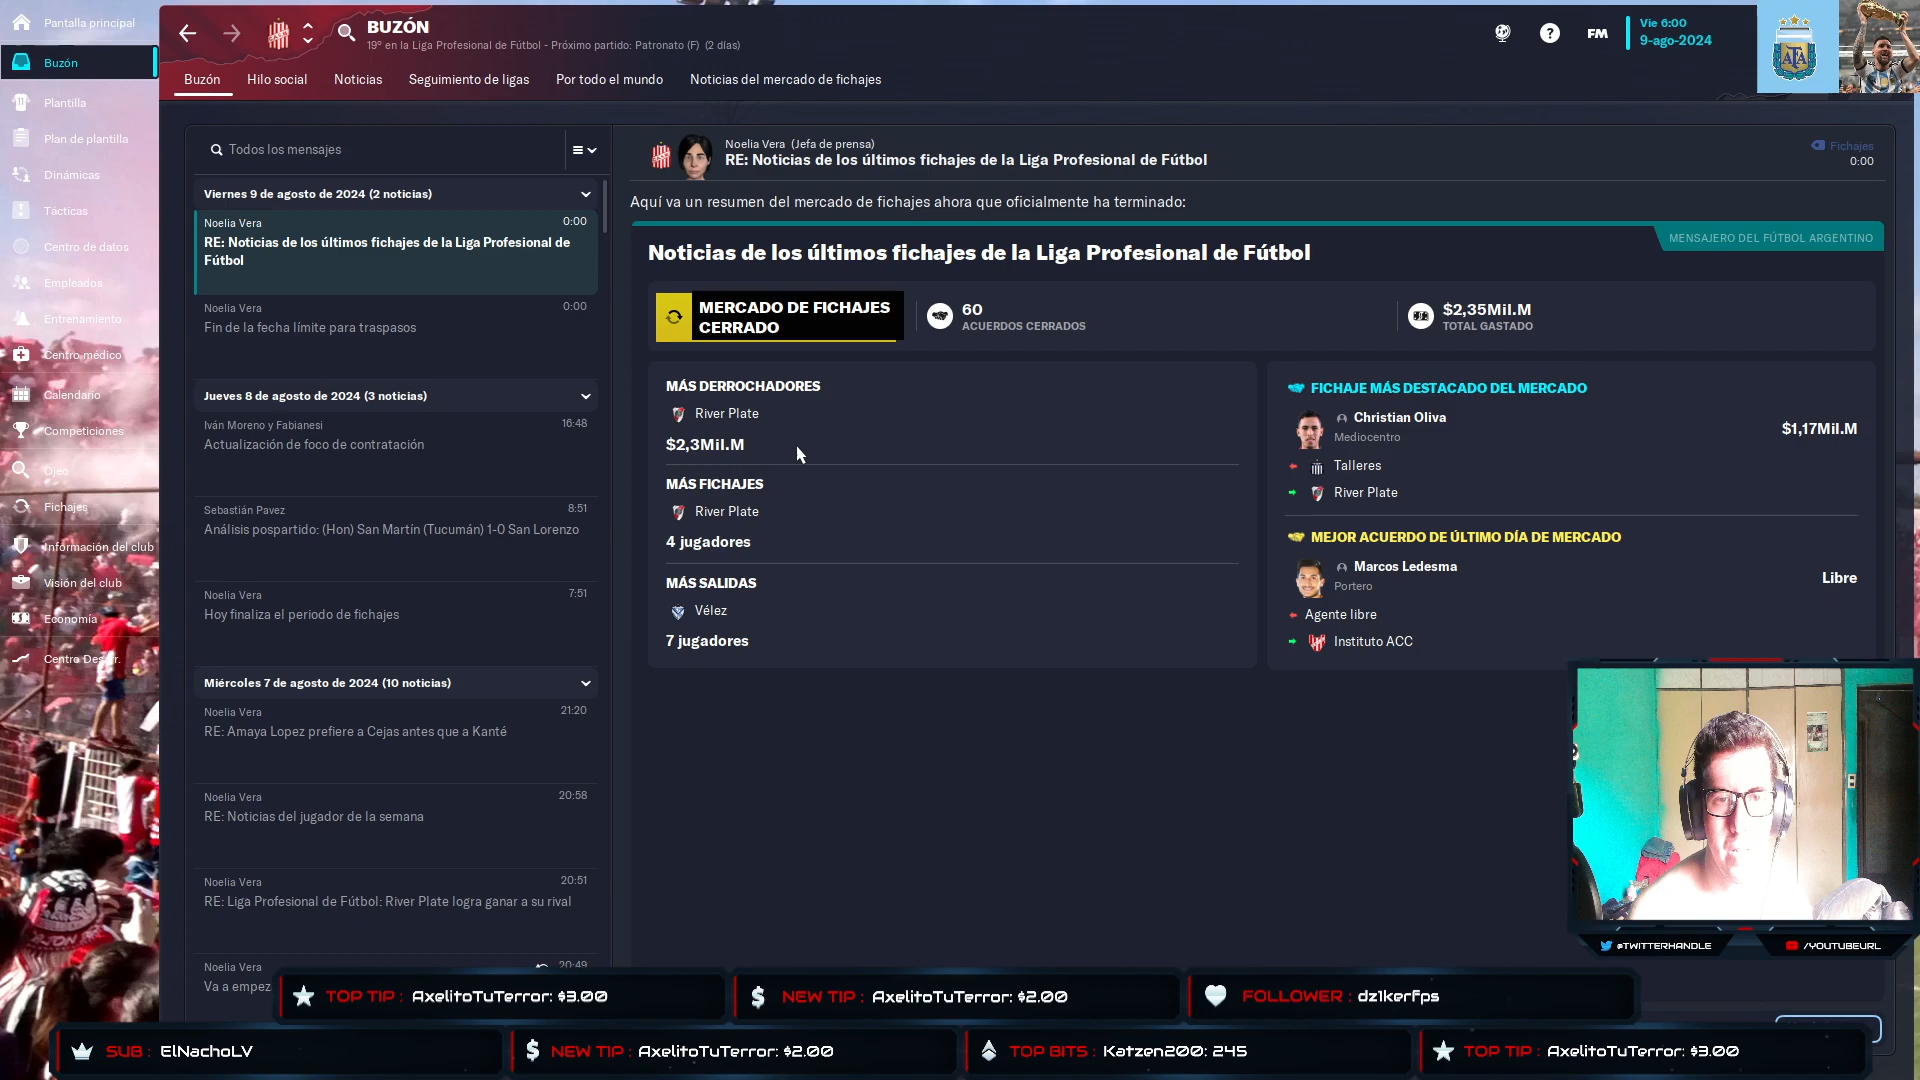 Pantalla principal
Buzón
Plantilla
Plan de plantilla
Dinámicas
Tácticas
Centro de datos
Empleados
Entrenamiento
Centro médico
Calendario
Competiciones
Ojeo
Fichajes
Información del club
Visión del club
Economía
BUZÓN
19º en la Liga Profesional de Fútbol - Próximo partido: Patronato (F) (2 días)
FM
Vie 6:00
9-ago-2024
Buzón
Hilo social
Noticias
Seguimiento de ligas
Por todo el mundo
Noticias del mercado de fichajes
Todos los mensajes
Viernes 9 de agosto de 2024 (2 noticias)
Noelia Vera 0:00
RE: Noticias de los últimos fichajes de la Liga Profesional de
Fútbol
Noelia Vera 0:00
Fin de la fecha límite para traspasos
Jueves 8 de agosto de 2024 (3 noticias)
Iván Moreno y Fabianesi 16:48
Actualización de foco de contratación
Sebastián Pavez 8:51
Análisis pospartido: (Hon) San Martín (Tucumán) 1-0 San Lorenzo
Noelia Vera 7:51
Hoy finaliza el periodo de fichajes
Miércoles 7 de agosto de 2024 (10 noticias)
Noelia Vera 21:20
RE: Amaya Lopez prefiere a Cejas antes que a Kanté
Noelia Vera 20:58
RE: Noticias del jugador de la semana
Noelia Vera 20:51
RE: Liga Profesional de Fútbol: River Plate logra ganar a su rival
Noelia Vera 20:49
Va a empez
Noelia Vera (Jefa de prensa)
RE: Noticias de los últimos fichajes de la Liga Profesional de Fútbol
Fichajes
0:00
Aquí va un resumen del mercado de fichajes ahora que oficialmente ha terminado:
MENSAJERO DEL FÚTBOL ARGENTINO
Noticias de los últimos fichajes de la Liga Profesional de Fútbol
MERCADO DE FICHAJES
CERRADO
60
ACUERDOS CERRADOS
$2,35Mil.M
TOTAL GASTADO
MÁS DERROCHADORES
River Plate
$2,3Mil.M
MÁS FICHAJES
River Plate
4 jugadores
MÁS SALIDAS
Vélez
7 jugadores
FICHAJE MÁS DESTACADO DEL MERCADO
Christian Oliva
Mediocentro
$1,17Mil.M
Talleres
River Plate
MEJOR ACUERDO DE ÚLTIMO DÍA DE MERCADO
Marcos Ledesma
Portero
Libre
Agente libre
Instituto ACC
@TWITTERHANDLE
/YOUTUBEURL
TOP TIP : AxelitoTuTerror: $3.00
NEW TIP : AxelitoTuTerror: $2.00
FOLLOWER : dz1kerfps
SUB : ElNachoLV
NEW TIP : AxelitoTuTerror: $2.00
TOP BITS : Katzen200: 245
TOP TIP : AxelitoTuTerror: $3.00